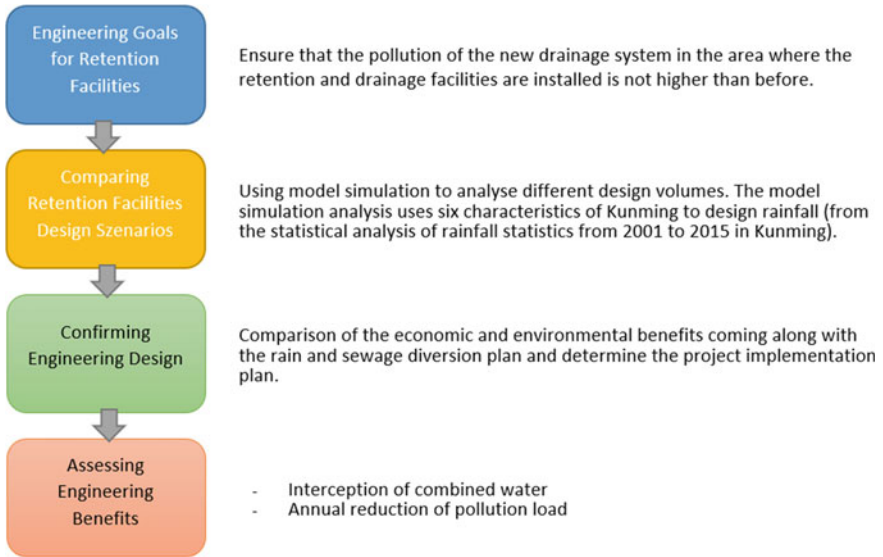 Engineering Goals
for Retention
Facilities
Ensure that the pollution of the new drainage system in the area where the
retention and drainage facilities are installed is not higher than before.
Comparing
Retention Facilities
Design Szenarios
Using model simulation to analyse different design volumes. The model
simulation analysis uses six characteristics of Kunming to design rainfall (from
the statistical analysis of rainfall statistics from 2001 to 2015 in Kunming).
Confirming
Engineering Design
Comparison of the economic and environmental benefits coming along with
the rain and sewage diversion plan and determine the project implementation
plan.
Assessing
Engineering
Benefits
- Interception of combined water
- Annual reduction of pollution load